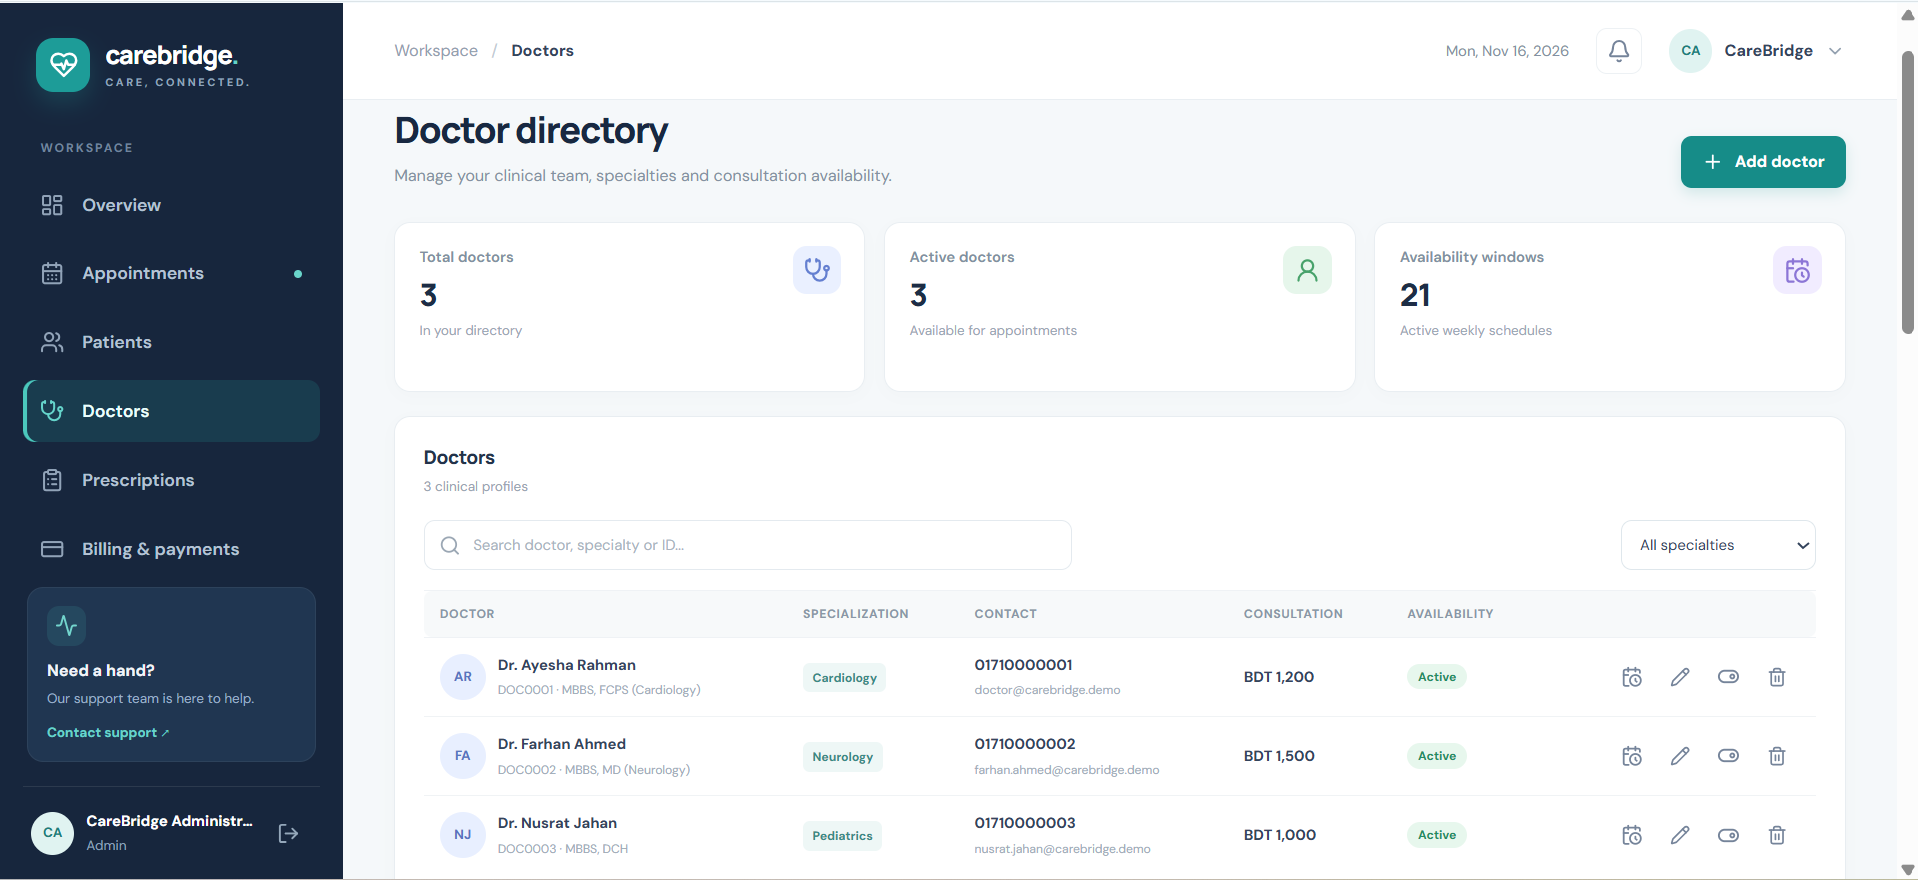 carebridge.
CARE, CONNECTED.
WORKSPACE
Overview
Appointments
Patients
Doctors
Prescriptions
Billing & payments
Need a hand?
Our support team is here to help.
Contact support ↗
CA
CareBridge Administr...
Admin
Workspace / Doctors
Mon, Nov 16, 2026
CA
CareBridge
Doctor directory
Manage your clinical team, specialties and consultation availability.
+ Add doctor
Total doctors
3
In your directory
Active doctors
3
Available for appointments
Availability windows
21
Active weekly schedules
Doctors
3 clinical profiles
Search doctor, specialty or ID...
All specialties
DOCTOR SPECIALIZATION CONTACT CONSULTATION AVAILABILITY
AR Dr. Ayesha Rahman Cardiology 01710000001 BDT 1,200 Active
DOC0001 · MBBS, FCPS (Cardiology) doctor@carebridge.demo
FA Dr. Farhan Ahmed Neurology 01710000002 BDT 1,500 Active
DOC0002 · MBBS, MD (Neurology) farhan.ahmed@carebridge.demo
NJ Dr. Nusrat Jahan Pediatrics 01710000003 BDT 1,000 Active
DOC0003 · MBBS, DCH nusrat.jahan@carebridge.demo